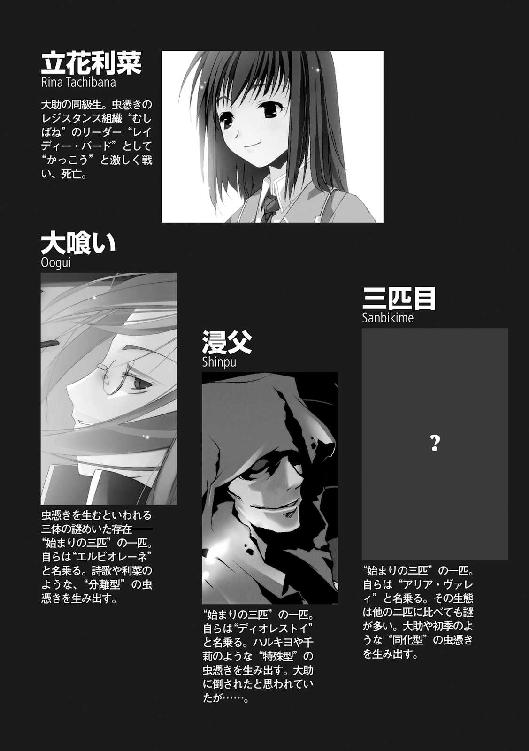 立花利菜
Rina Tachibana
大助の同級生。虫憑きの
レジスタンス組織“むし
ばね”のリーダー“レイ
ディー・バード”として
“かっこう”と激しく戦
い、死亡。
大喰い
Oogui
虫憑きを生むといわれる
三体の謎めいた存在――
“始まりの三匹”の一匹。
自らは“エルビオレーネ”
と名乗る。詩歌や利菜の
ような、“分離型”の虫
憑きを生み出す。
浸父
Shinpu
“始まりの三匹”の一匹。
自らは“ディオレストイ”
と名乗る。ハルキヨや千
莉のような“特殊型”の
虫憑きを生み出す。大助
に倒されたと思われてい
たが……。
三匹目
Sanbikime
?
“始まりの三匹”の一匹。
自らは“アリア・ヴァレ
ィ”と名乗る。その生態
は他の二匹に比べても謎
が多い。大助や初季のよ
うな“同化型”の虫憑き
を生み出す。